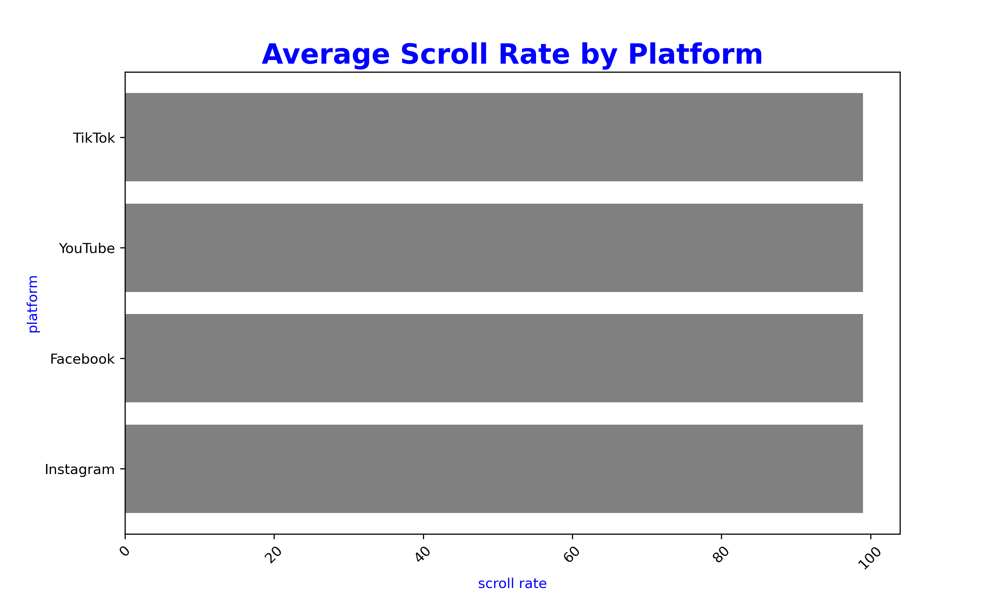 Average Scroll Rate by Platform
platform
TikTok
YouTube
Facebook
Instagram
0 20 40 60 80 100
scroll rate